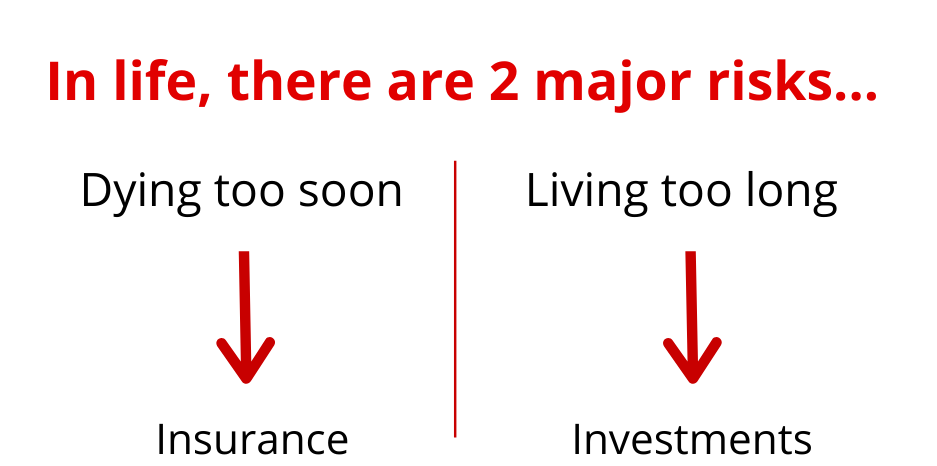 In life, there are 2 major risks...
Dying too soon
Living too long
Insurance
Investments